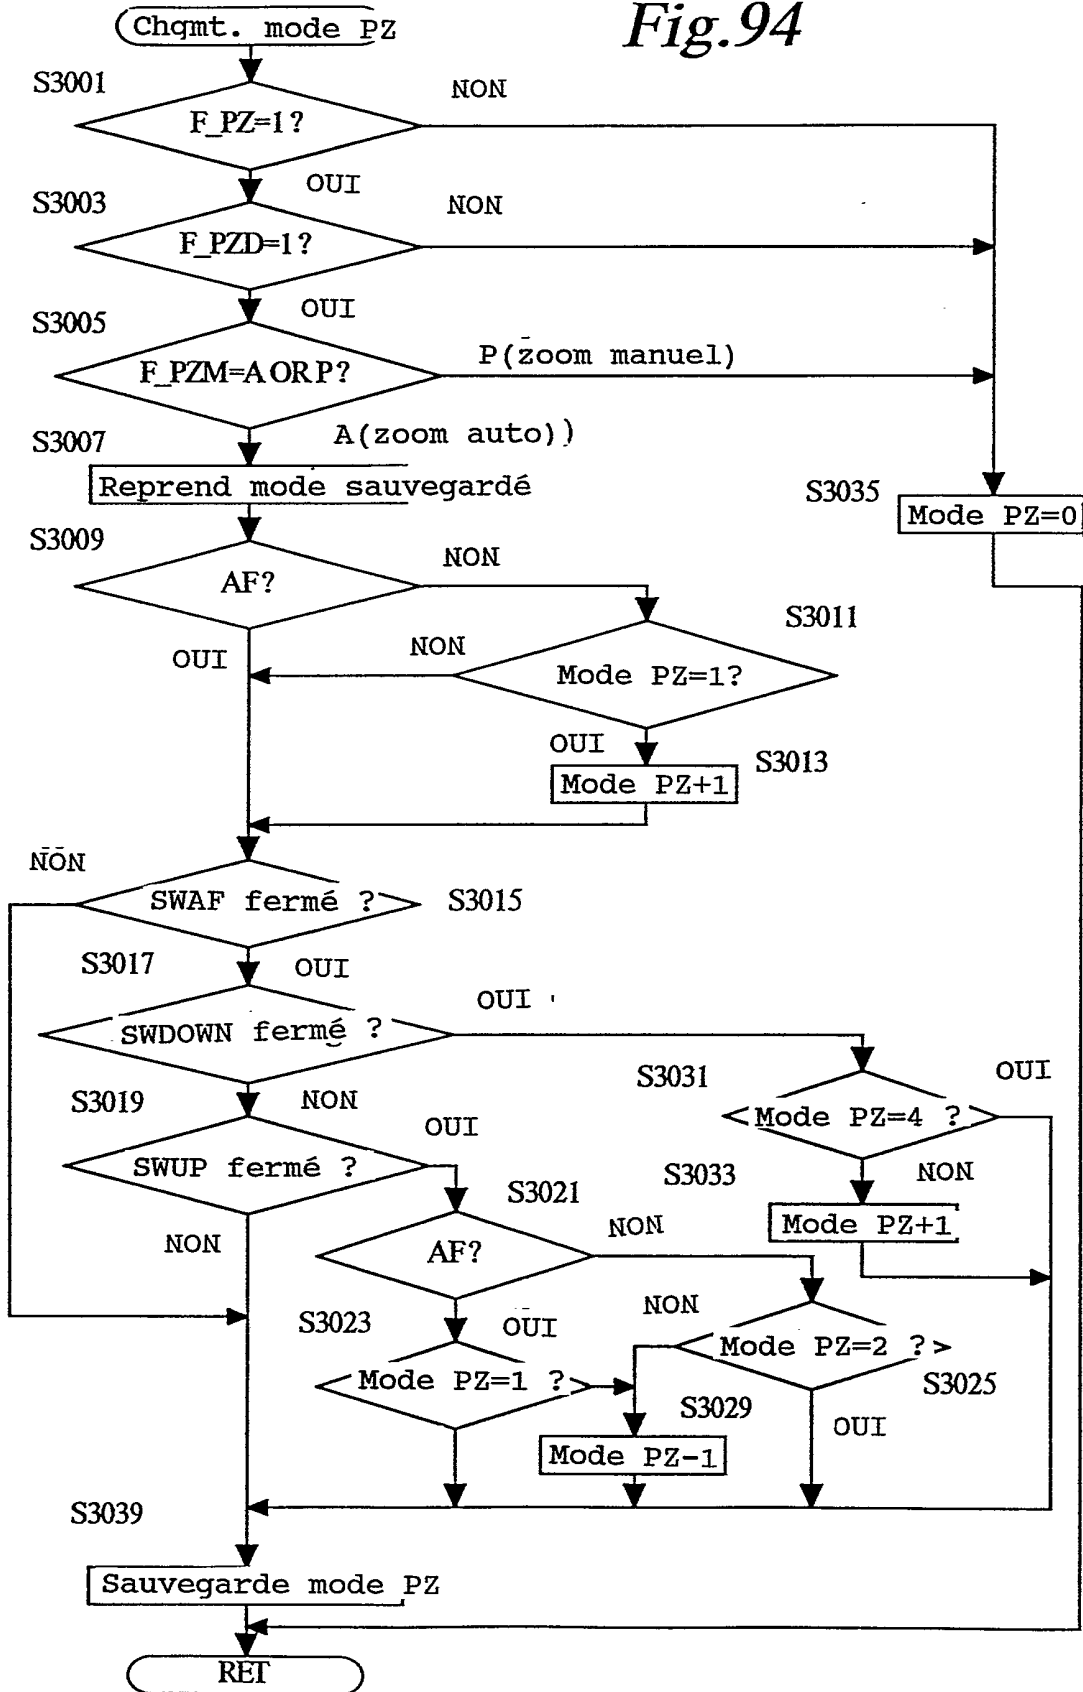 Fig.94
Chgmt. mode PZ
S3001
NON
F_PZ=1?
OUI
S3003
NON
F_PZD=1?
OUI
S3005
P(zoom manuel)
F_PZM=A OR P?
A(zoom auto))
S3007
Reprend mode sauvegardé
S3035
Mode PZ=0
S3009
NON
AF?
S3011
OUI
NON
Mode PZ=1?
OUI
S3013
Mode PZ+1
NON
SWAF fermé ?
S3015
S3017
OUI
OUI
SWDOWN fermé ?
S3031
OUI
S3019
NON
Mode PZ=4 ?
OUI
SWUP fermé ?
S3033
NON
S3021
Mode PZ+1
NON
NON
AF?
S3023
OUI
NON
Mode PZ=2 ?
Mode PZ=1 ?
S3025
S3029
OUI
Mode PZ-1
S3039
Sauvegarde mode PZ
RET